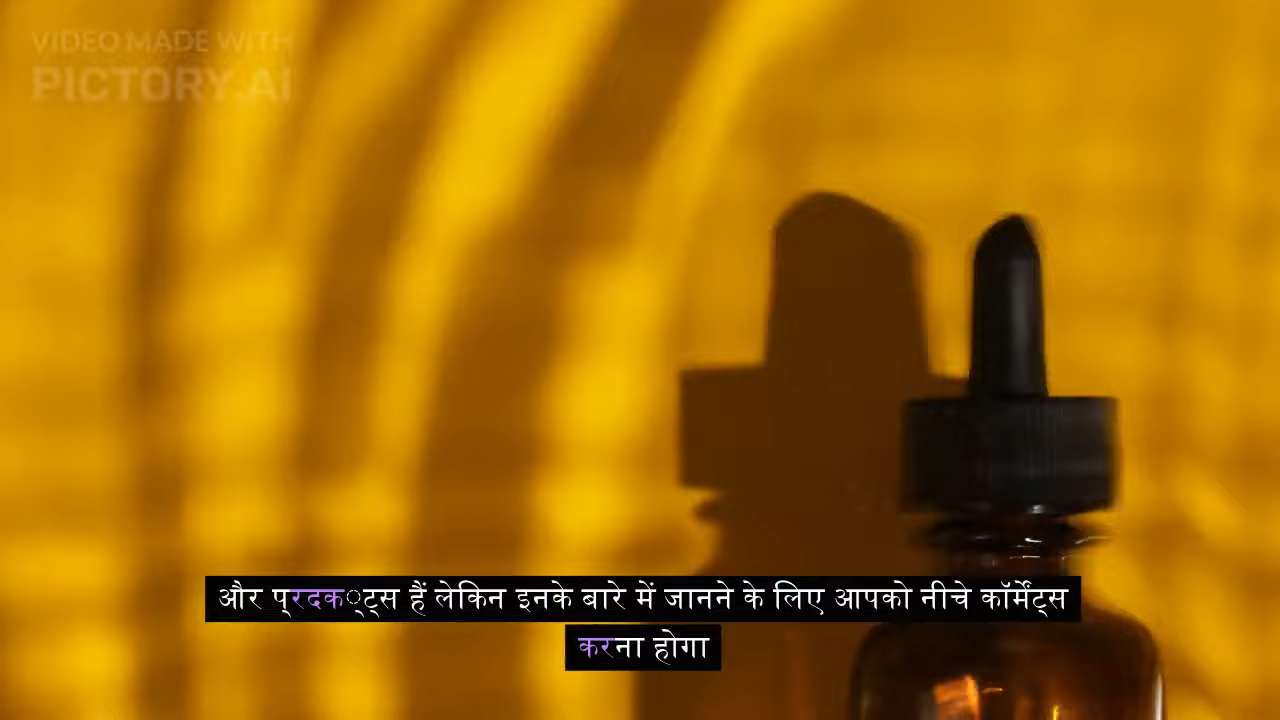 VIDEO MADE WITH
PICTORY.AI
और प्रदक्ट्स हैं लेकिन इनके बारे में जानने के लिए आपको नीचे कॉमेंट्स
करना होगा